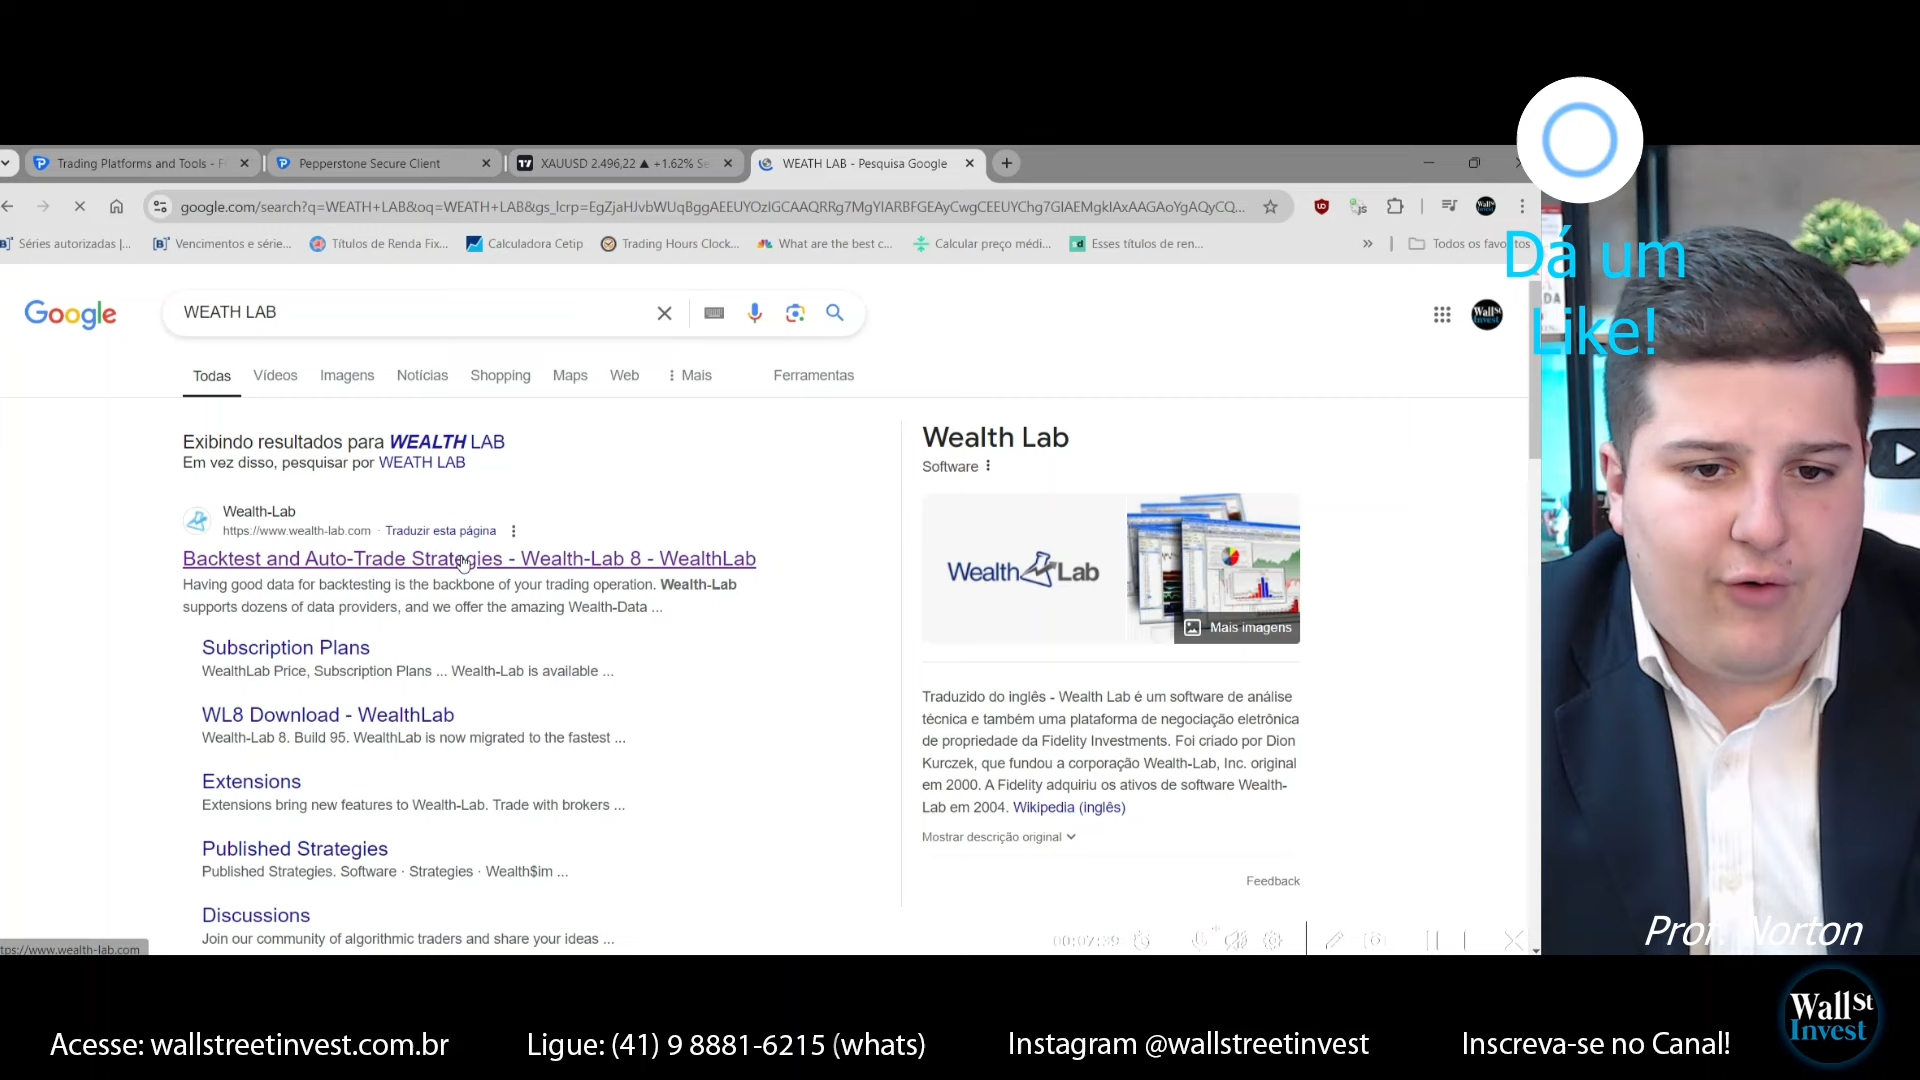 Trading Platforms and Tools - F
Pepperstone Secure Client
XAUUSD 2.496,22 ▲ +1.62% Se
WEATH LAB - Pesquisa Google
google.com/search?q=WEATH+LAB&oq=WEATH+LAB&gs_lcrp=EgZjaHJvbWUqBggAEEUYOzIGCAAQRRg7MgYIARBFGEAyCwgCEEUYChg7GIAEMgkIAxAAGAoYgAQyCQ...
Séries autorizadas |...
Vencimentos e série...
Títulos de Renda Fix...
Calculadora Cetip
Trading Hours Clock...
What are the best c...
Calcular preço médi...
Esses títulos de ren...
Todos os favoritos
Dá um
Like!
Google
WEATH LAB
Todas
Vídeos
Imagens
Notícias
Shopping
Maps
Web
Mais
Ferramentas
Exibindo resultados para WEALTH LAB
Em vez disso, pesquisar por WEATH LAB
Wealth-Lab
https://www.wealth-lab.com · Traduzir esta página
Backtest and Auto-Trade Strategies - Wealth-Lab 8 - WealthLab
Having good data for backtesting is the backbone of your trading operation. Wealth-Lab
supports dozens of data providers, and we offer the amazing Wealth-Data ...
Subscription Plans
WealthLab Price, Subscription Plans ... Wealth-Lab is available ...
WL8 Download - WealthLab
Wealth-Lab 8. Build 95. WealthLab is now migrated to the fastest ...
Extensions
Extensions bring new features to Wealth-Lab. Trade with brokers ...
Published Strategies
Published Strategies. Software · Strategies · Wealth$im ...
Discussions
Join our community of algorithmic traders and share your ideas ...
tps://www.wealth-lab.com
Wealth Lab
Software
Wealth Lab
Mais imagens
Traduzido do inglês - Wealth Lab é um software de análise
técnica e também uma plataforma de negociação eletrônica
de propriedade da Fidelity Investments. Foi criado por Dion
Kurczek, que fundou a corporação Wealth-Lab, Inc. original
em 2000. A Fidelity adquiriu os ativos de software Wealth-
Lab em 2004. Wikipedia (inglês)
Mostrar descrição original
Feedback
00:07:39
Prof. Norton
Wall St
Invest
Acesse: wallstreetinvest.com.br
Ligue: (41) 9 8881-6215 (whats)
Instagram @wallstreetinvest
Inscreva-se no Canal!